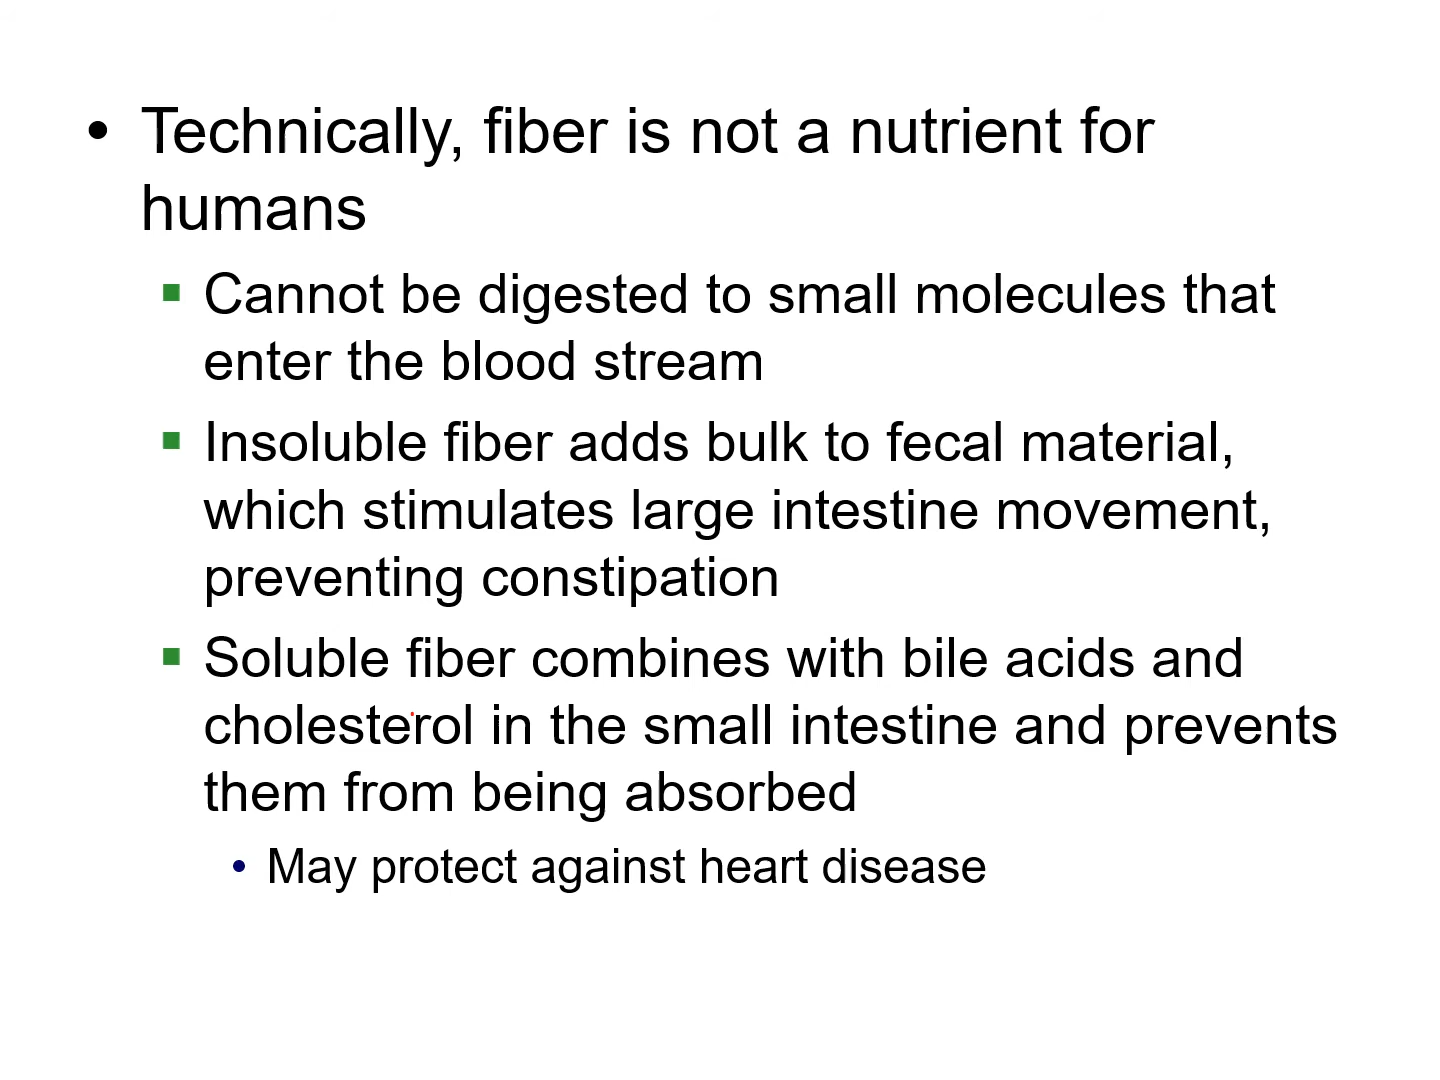 • Technically, fiber is not a nutrient for
humans
▪ Cannot be digested to small molecules that
enter the blood stream
▪ Insoluble fiber adds bulk to fecal material,
which stimulates large intestine movement,
preventing constipation
▪ Soluble fiber combines with bile acids and
cholesterol in the small intestine and prevents
them from being absorbed
• May protect against heart disease